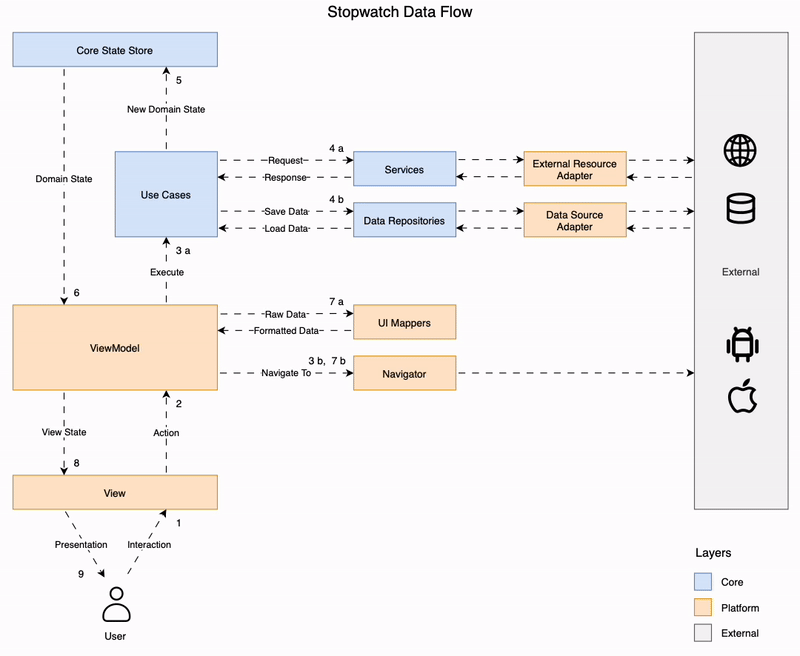 Stopwatch Data Flow
Core State Store
5
New Domain State
Domain State
Use Cases
4 a
Request
Response
Services
External Resource
Adapter
4 b
Save Data
Load Data
Data Repositories
Data Source
Adapter
External
3 a
Execute
6
ViewModel
7 a
Raw Data
Formatted Data
UI Mappers
3 b, 7 b
Navigate To
Navigator
2
View State
Action
8
View
1
Presentation
Interaction
9
User
Layers
Core
Platform
External